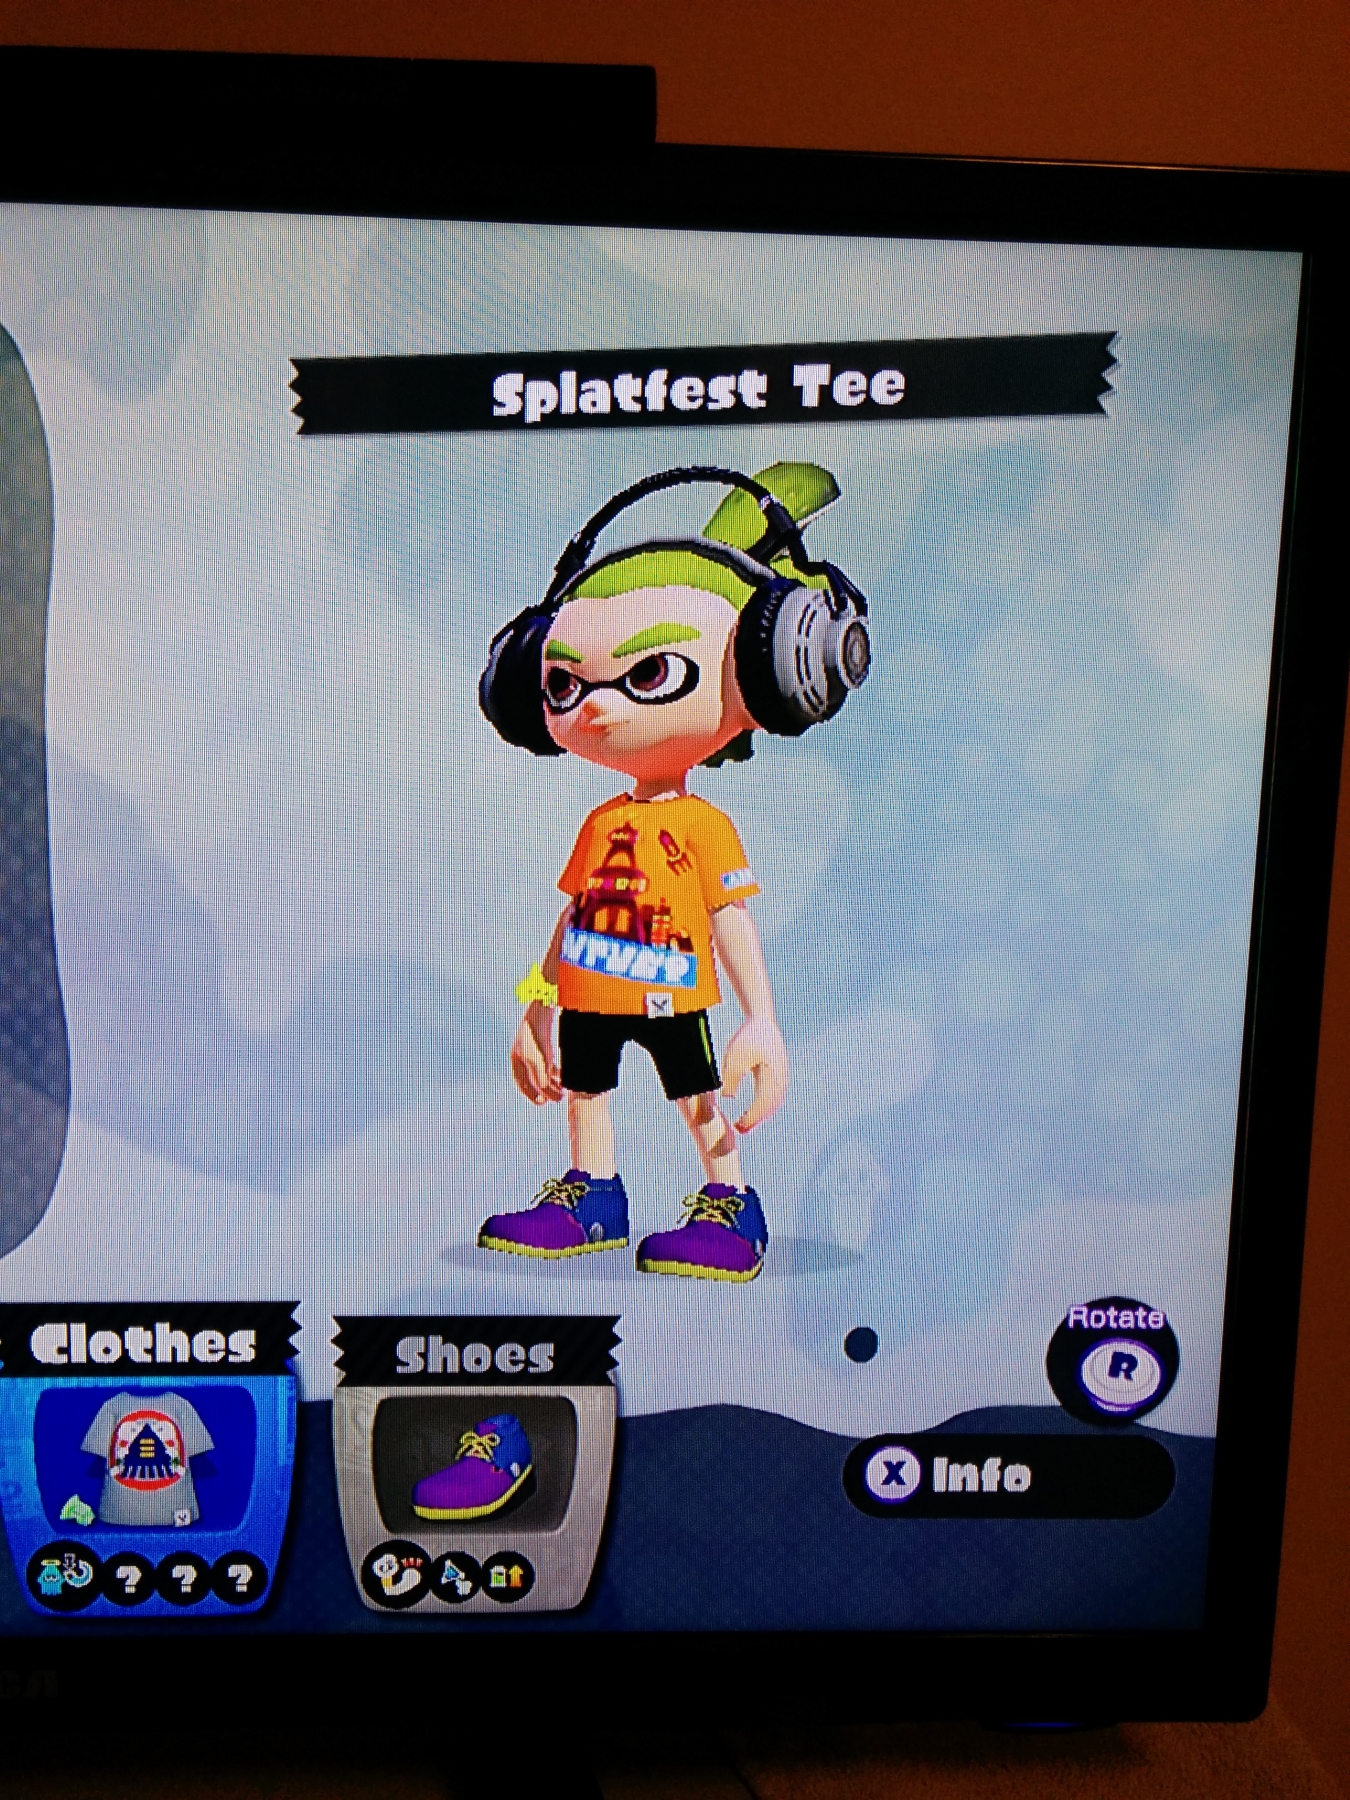 Splatfest Tee
Clothes
Shoes
Rotate
R
X Info
? ? ?